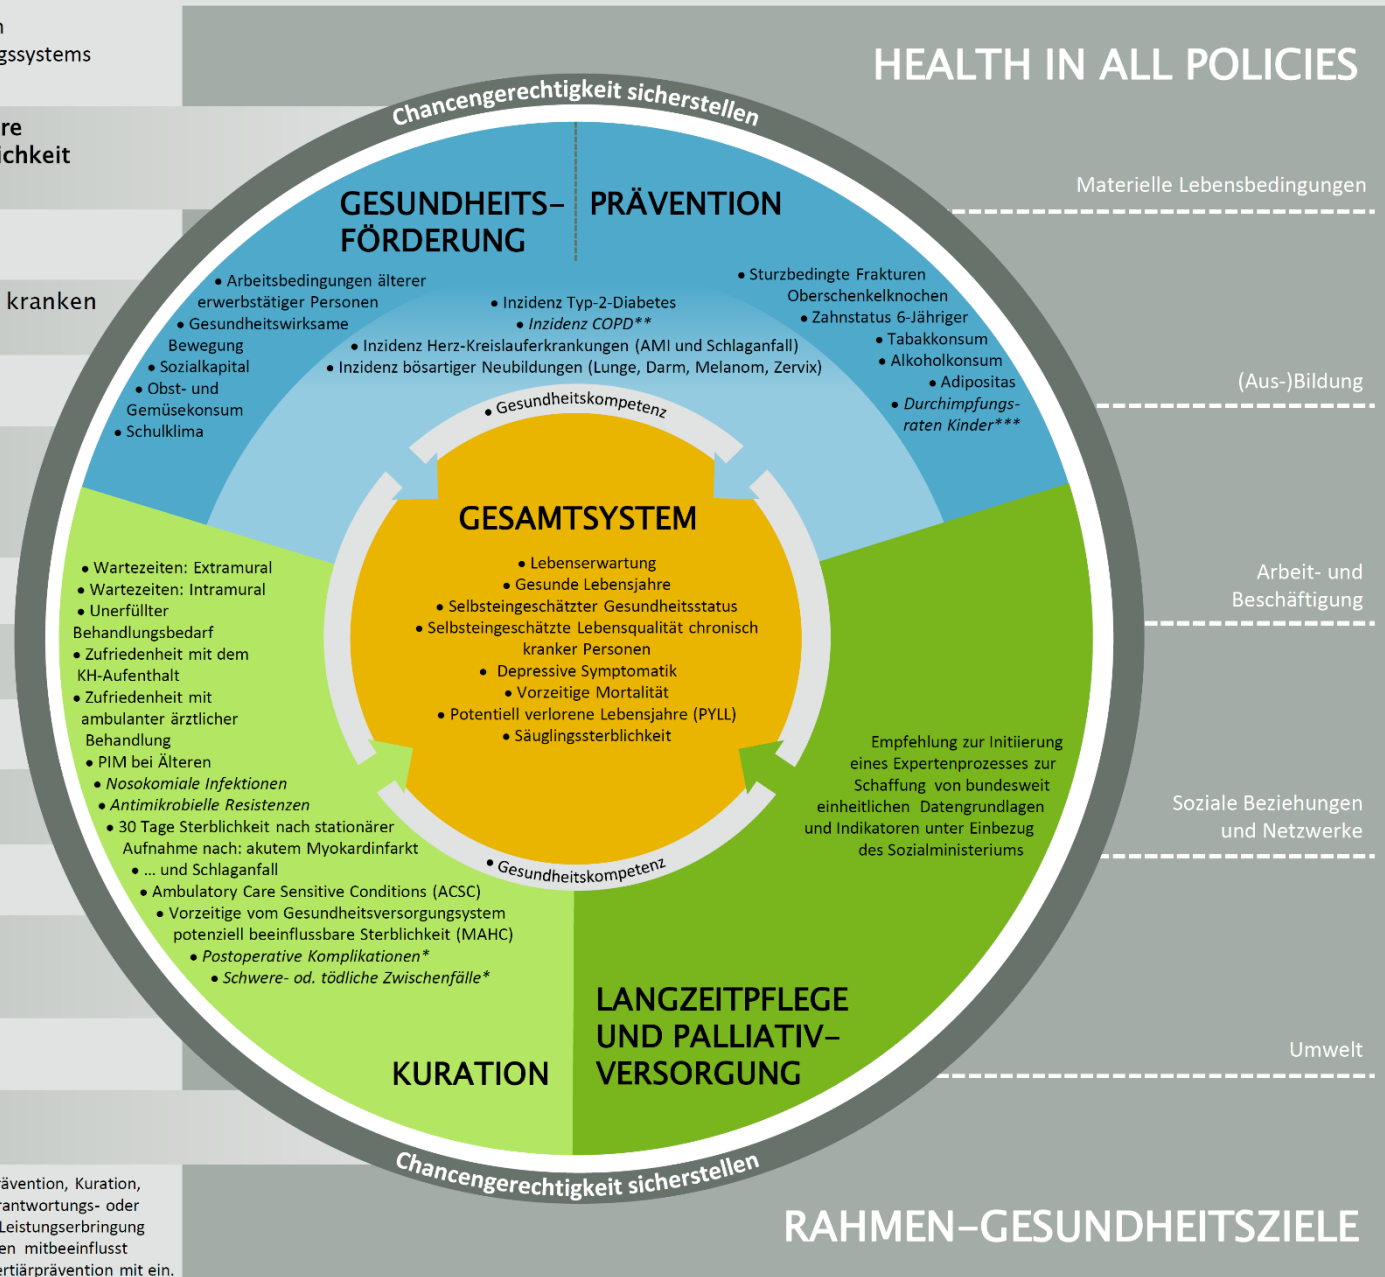 gssystems
HEALTH IN ALL POLICIES
Chancengerechtigkeit sicherstellen
kranken
Materielle Lebensbedingungen
(Aus-)Bildung
Arbeit- und
Beschäftigung
Soziale Beziehungen
und Netzwerke
Umwelt
GESUNDHEITS-
FÖRDERUNG
• Arbeitsbedingungen älterer
erwerbstätiger Personen
• Gesundheitswirksame
Bewegung
• Sozialkapital
• Obst- und
Gemüsekonsum
• Schulklima
PRÄVENTION
• Sturzbedingte Frakturen
Oberschenkelknochen
• Zahnstatus 6-Jähriger
• Tabakkonsum
• Alkoholkonsum
• Adipositas
• Durchimpfungs-
raten Kinder***
• Inzidenz Typ-2-Diabetes
• Inzidenz COPD**
• Inzidenz Herz-Kreislauferkrankungen (AMI und Schlaganfall)
• Inzidenz bösartiger Neubildungen (Lunge, Darm, Melanom, Zervix)
• Gesundheitskompetenz
GESAMTSYSTEM
• Lebenserwartung
• Gesunde Lebensjahre
• Selbsteingeschätzter Gesundheitsstatus
• Selbsteingeschätzte Lebensqualität chronisch
kranker Personen
• Depressive Symptomatik
• Vorzeitige Mortalität
• Potentiell verlorene Lebensjahre (PYLL)
• Säuglingssterblichkeit
• Gesundheitskompetenz
• Wartezeiten: Extramural
• Wartezeiten: Intramural
• Unerfüllter
Behandlungsbedarf
• Zufriedenheit mit dem
KH-Aufenthalt
• Zufriedenheit mit
ambulanter ärztlicher
Behandlung
• PIM bei Älteren
• Nosokomiale Infektionen
• Antimikrobielle Resistenzen
• 30 Tage Sterblichkeit nach stationärer
Aufnahme nach: akutem Myokardinfarkt
• ... und Schlaganfall
• Ambulatory Care Sensitive Conditions (ACSC)
• Vorzeitige vom Gesundheitsversorgungsystem
potenziell beeinflussbare Sterblichkeit (MAHC)
• Postoperative Komplikationen*
• Schwere- od. tödliche Zwischenfälle*
KURATION
Empfehlung zur Initiierung
eines Expertenprozesses zur
Schaffung von bundesweit
einheitlichen Datengrundlagen
und Indikatoren unter Einbezug
des Sozialministeriums
LANGZEITPFLEGE
UND PALLIATIV-
VERSORGUNG
Chancengerechtigkeit sicherstellen
RAHMEN-GESUNDHEITSZIELE
re
ichkeit
ävention, Kuration,
rantwortungs- oder
Leistungserbringung
en mitbeeinflusst
ertiärprävention mit ein.